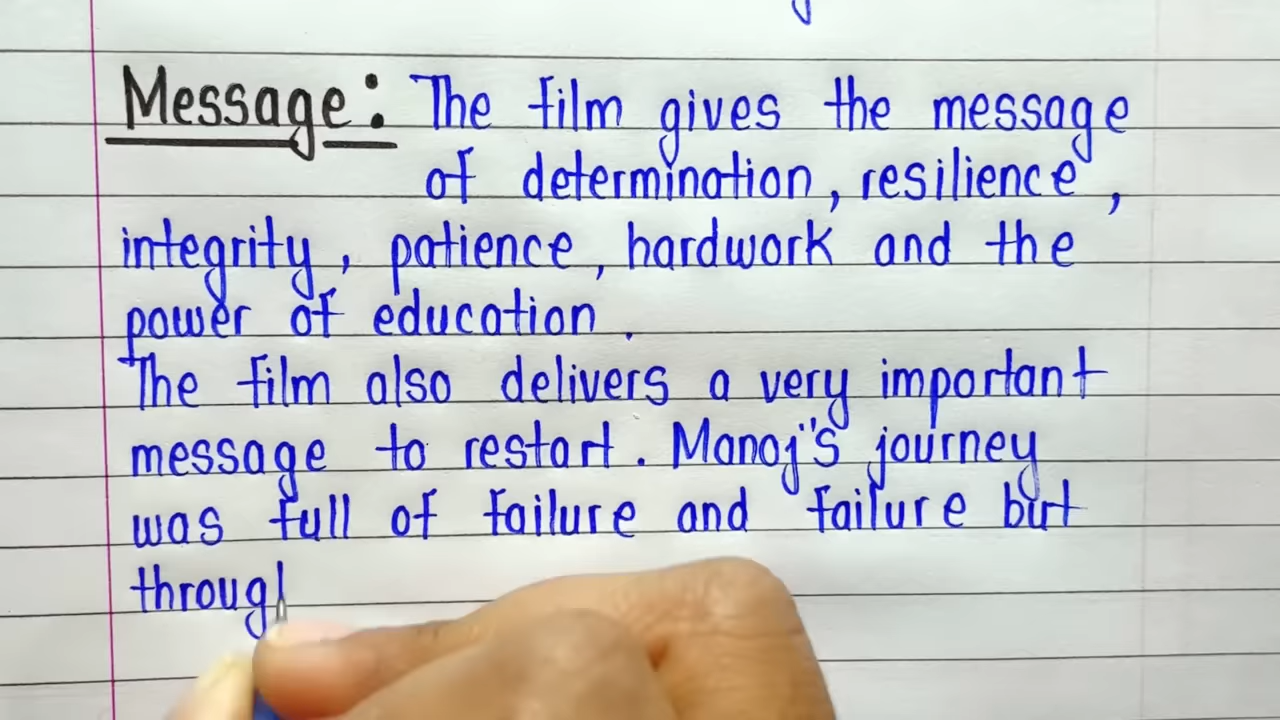 Message: The film gives the message
of determination, resilience,
integrity, patience, hardwork and the
power of education.
The film also delivers a very important
message to restart. Manoj's journey
was full of failure and failure but
throug